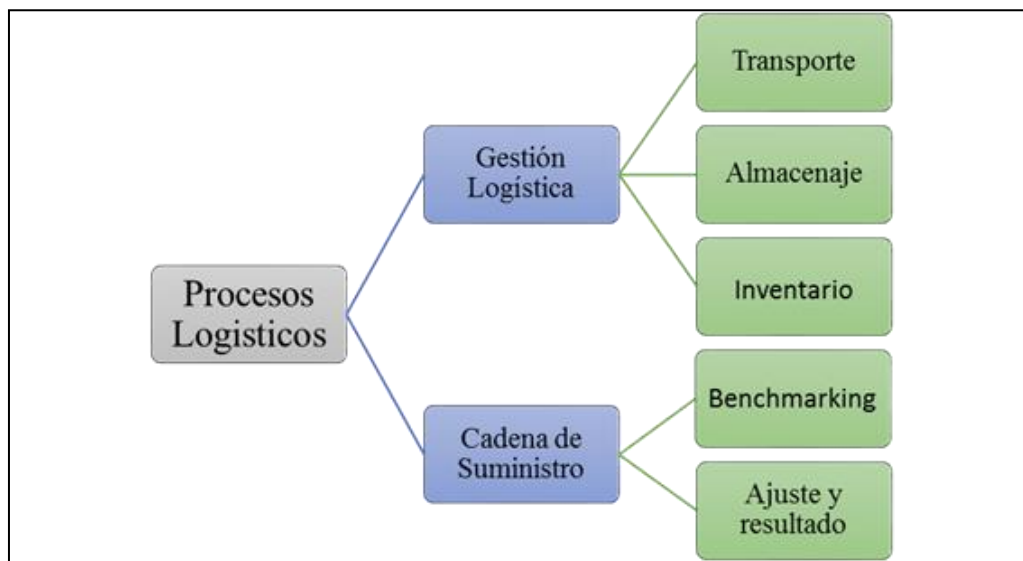 Procesos
Logisticos
Gestión
Logística
Transporte
Almacenaje
Inventario
Cadena de
Suministro
Benchmarking
Ajuste y
resultado